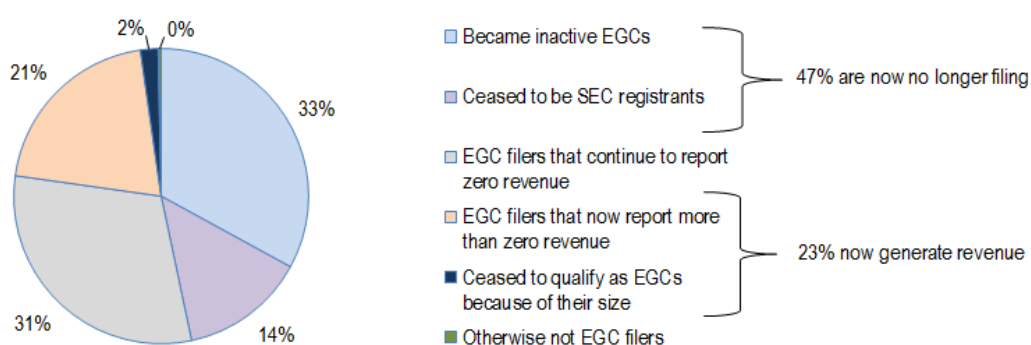 2%
0%
21%
33%
31%
14%
Became inactive EGCs
Ceased to be SEC registrants
47% are now no longer filing
EGC filers that continue to report
zero revenue
EGC filers that now report more
than zero revenue
Ceased to qualify as EGCs
because of their size
23% now generate revenue
Otherwise not EGC filers